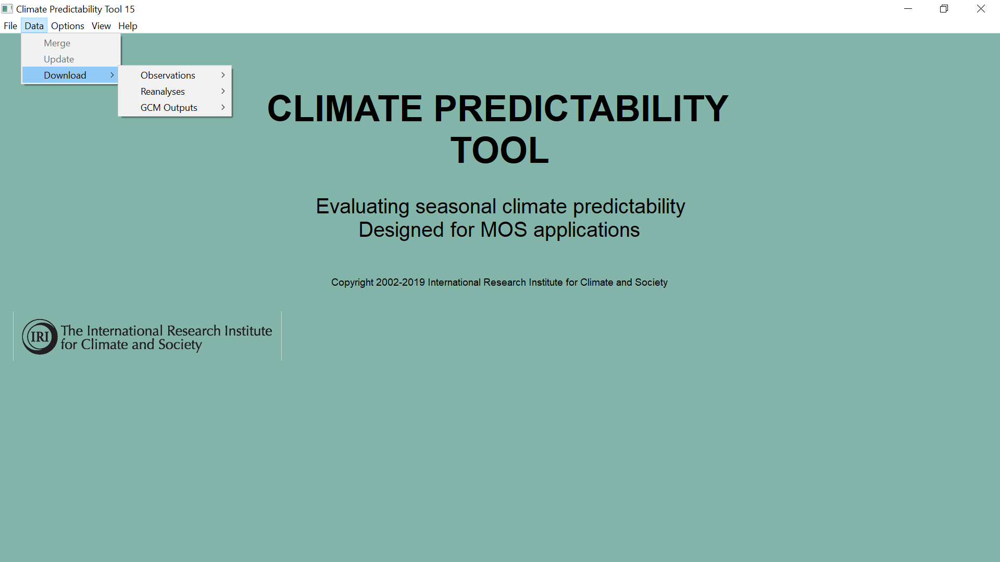 Climate Predictability Tool 15
File Data Options View Help
Merge
Update
Download
Observations
Reanalyses
GCM Outputs
CLIMATE PREDICTABILITY
TOOL
Evaluating seasonal climate predictability
Designed for MOS applications
Copyright 2002-2019 International Research Institute for Climate and Society
IRI
The International Research Institute
for Climate and Society